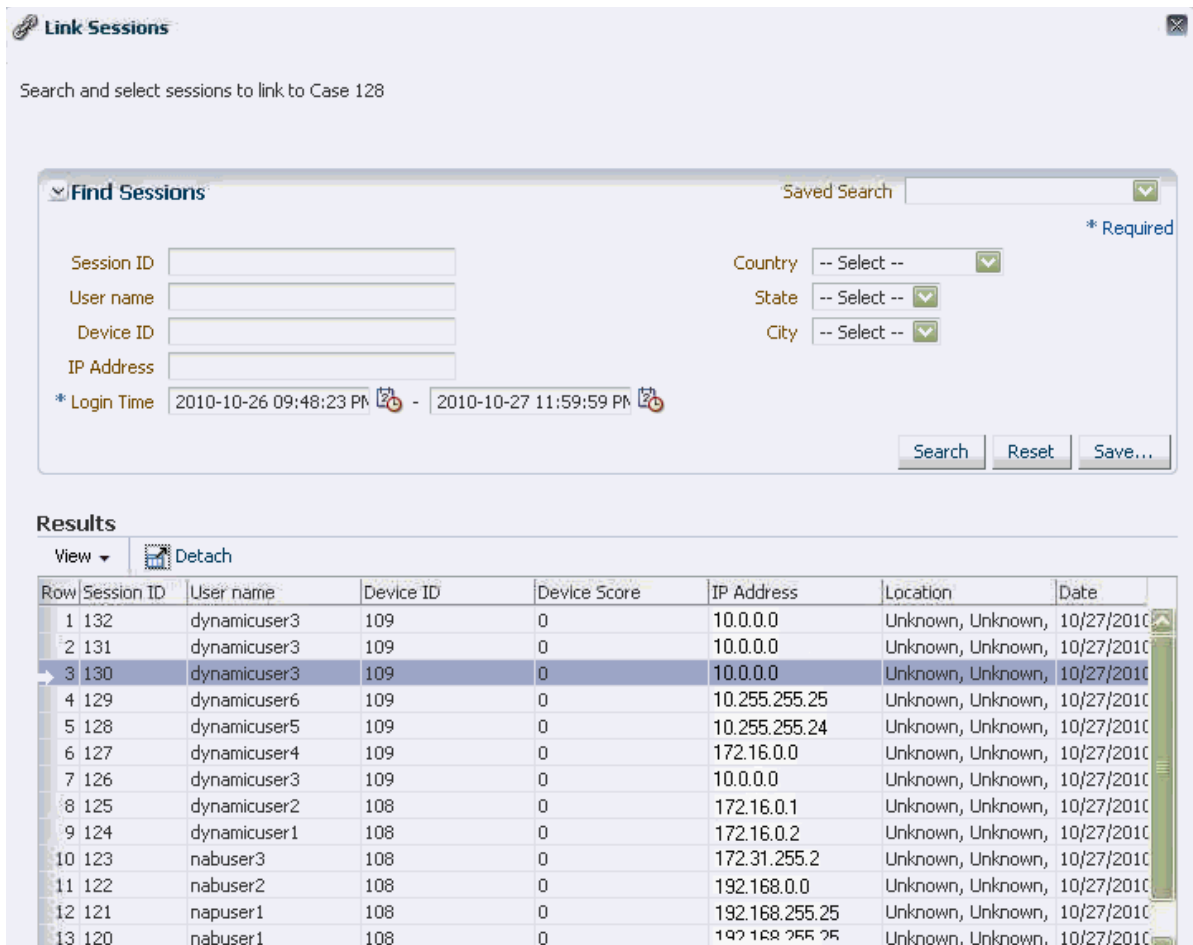 Link Sessions
Search and select sessions to link to Case 128
Find Sessions
Saved Search
* Required
Session ID
Country -- Select --
User name
State -- Select --
Device ID
City -- Select --
IP Address
* Login Time 2010-10-26 09:48:23 PM - 2010-10-27 11:59:59 PM
Search Reset Save...
Results
View Detach
Row Session ID User name Device ID Device Score IP Address Location Date
1 132 dynamicuser3 109 0 10.0.0.0 Unknown, Unknown, 10/27/2010
2 131 dynamicuser3 109 0 10.0.0.0 Unknown, Unknown, 10/27/2010
3 130 dynamicuser3 109 0 10.0.0.0 Unknown, Unknown, 10/27/2010
4 129 dynamicuser6 109 0 10.255.255.25 Unknown, Unknown, 10/27/2010
5 128 dynamicuser5 109 0 10.255.255.24 Unknown, Unknown, 10/27/2010
6 127 dynamicuser4 109 0 172.16.0.0 Unknown, Unknown, 10/27/2010
7 126 dynamicuser3 109 0 10.0.0.0 Unknown, Unknown, 10/27/2010
8 125 dynamicuser2 108 0 172.16.0.1 Unknown, Unknown, 10/27/2010
9 124 dynamicuser1 108 0 172.16.0.2 Unknown, Unknown, 10/27/2010
10 123 nabuser3 108 0 172.31.255.2 Unknown, Unknown, 10/27/2010
11 122 nabuser2 108 0 192.168.0.0 Unknown, Unknown, 10/27/2010
12 121 napuser1 108 0 192.168.255.25 Unknown, Unknown, 10/27/2010
13 120 nabuser1 108 0 192.168.255.25 Unknown, Unknown, 10/27/2010